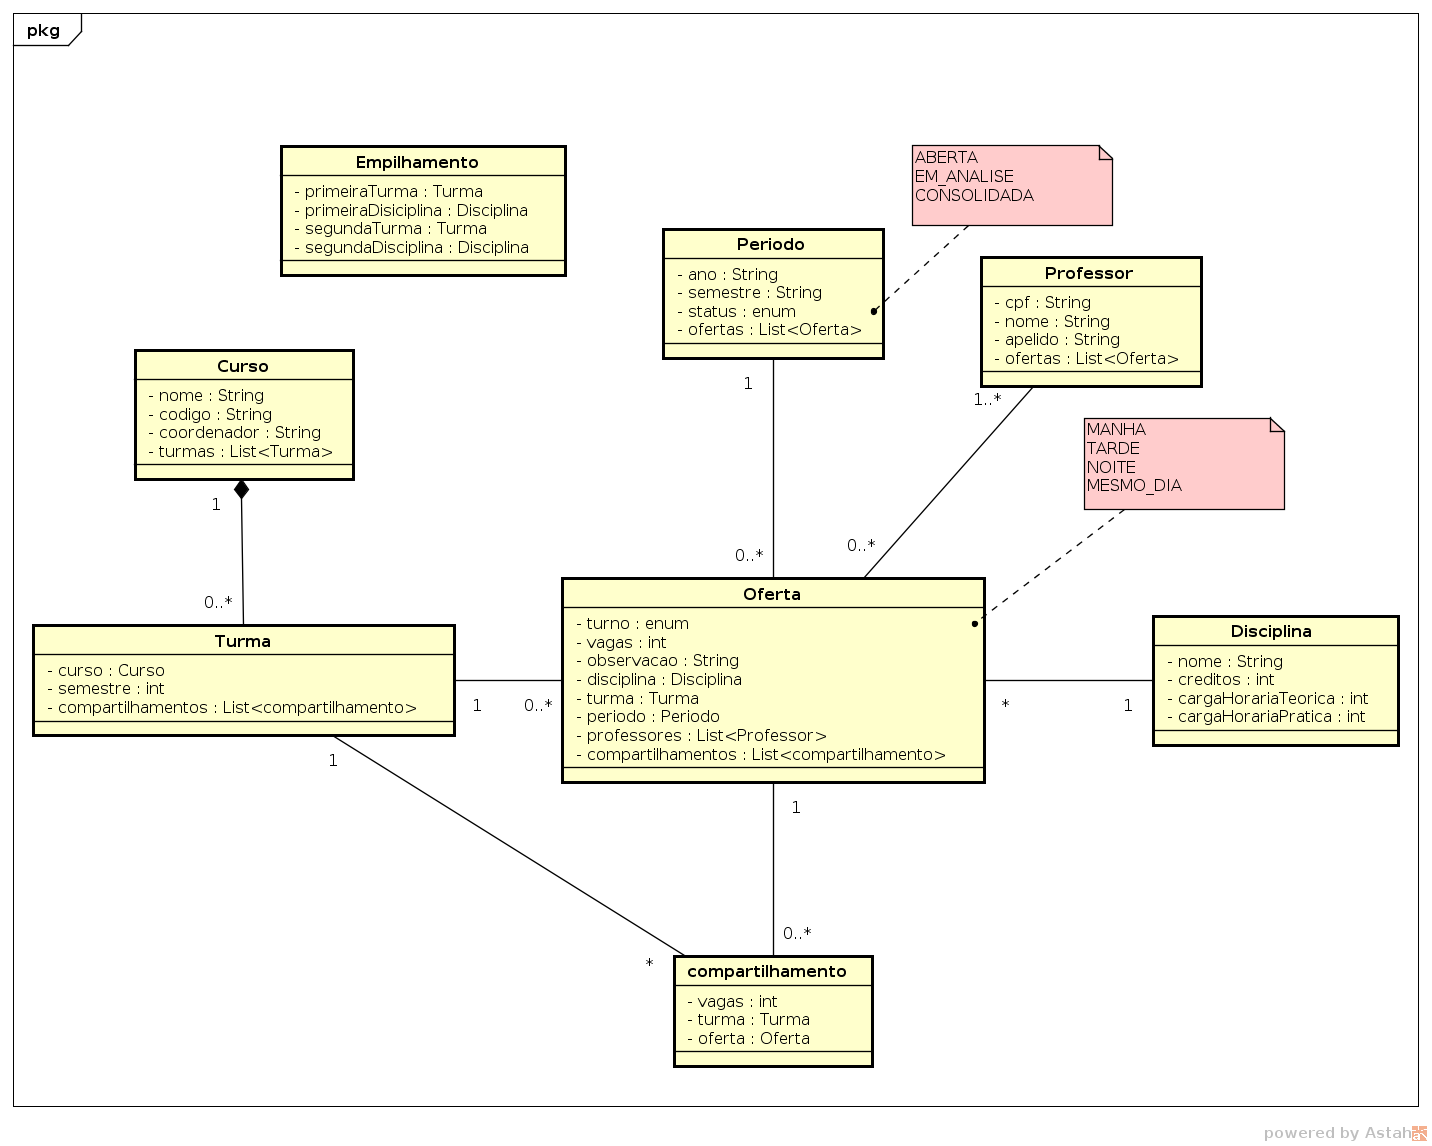 pkg
Empilhamento
- primeiraTurma : Turma
- primeiraDisiciplina : Disciplina
- segundaTurma : Turma
- segundaDisciplina : Disciplina
ABERTA
EM_ANALISE
CONSOLIDADA
Periodo
- ano : String
- semestre : String
- status : enum
- ofertas : List<Oferta>
Professor
- cpf : String
- nome : String
- apelido : String
- ofertas : List<Oferta>
Curso
- nome : String
- codigo : String
- coordenador : String
- turmas : List<Turma>
1
1..*
MANHA
TARDE
NOITE
MESMO_DIA
1
0..*
0..*
0..*
Turma
- curso : Curso
- semestre : int
- compartilhamentos : List<compartilhamento>
1
0..*
Oferta
- turno : enum
- vagas : int
- observacao : String
- disciplina : Disciplina
- turma : Turma
- periodo : Periodo
- professores : List<Professor>
- compartilhamentos : List<compartilhamento>
*
1
Disciplina
- nome : String
- creditos : int
- cargaHorariaTeorica : int
- cargaHorariaPratica : int
1
1
0..*
*
compartilhamento
- vagas : int
- turma : Turma
- oferta : Oferta
powered by Astah